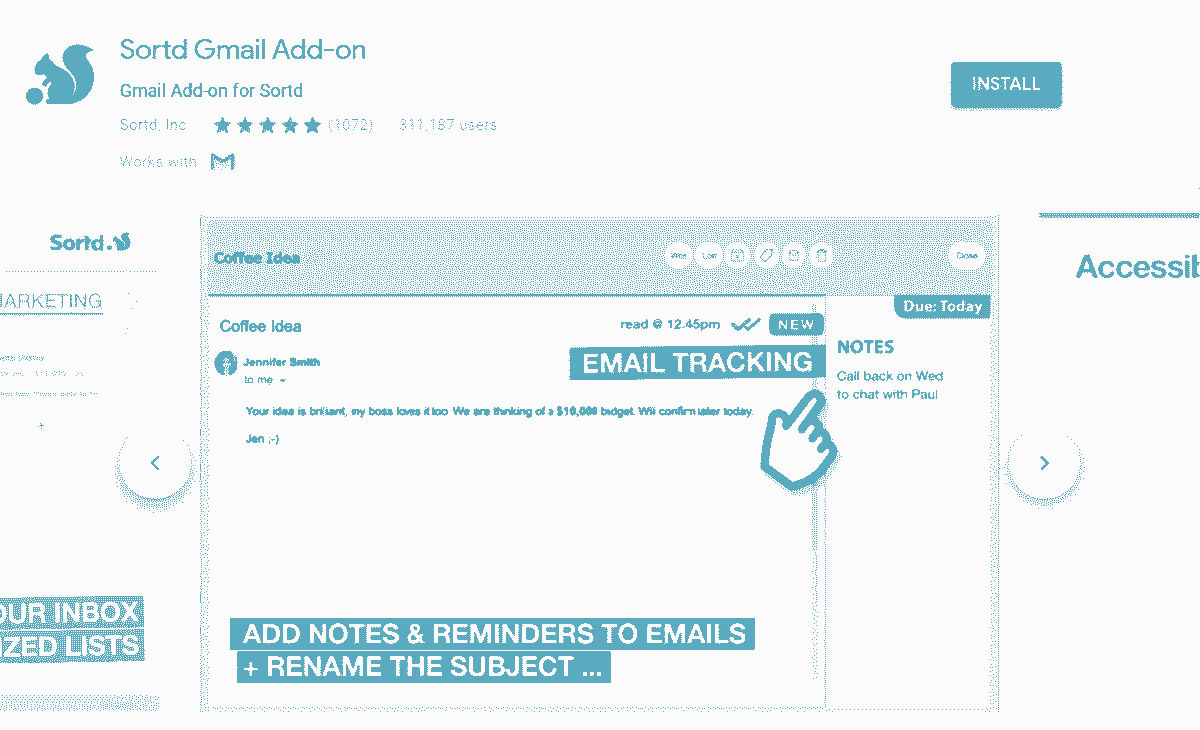 Sortd Gmail Add-on
Gmail Add-on for Sortd
INSTALL
Sortd, Inc (1072) 311,187 users
Works with
Sortd
MARKETING
OUR INBOX
IZED LISTS
Coffee Idea
Low
Close
Due: Today
Coffee Idea
read @ 12.45pm
NEW
EMAIL TRACKING
Jennifer Smith
to me
Your idea is brilliant, my boss loves it too. We are thinking of a $10,000 bidget. Will confirm later today.
Jen ;-)
NOTES
Call back on Wed
to chat with Paul
ADD NOTES & REMINDERS TO EMAILS
+ RENAME THE SUBJECT ...
Accessib